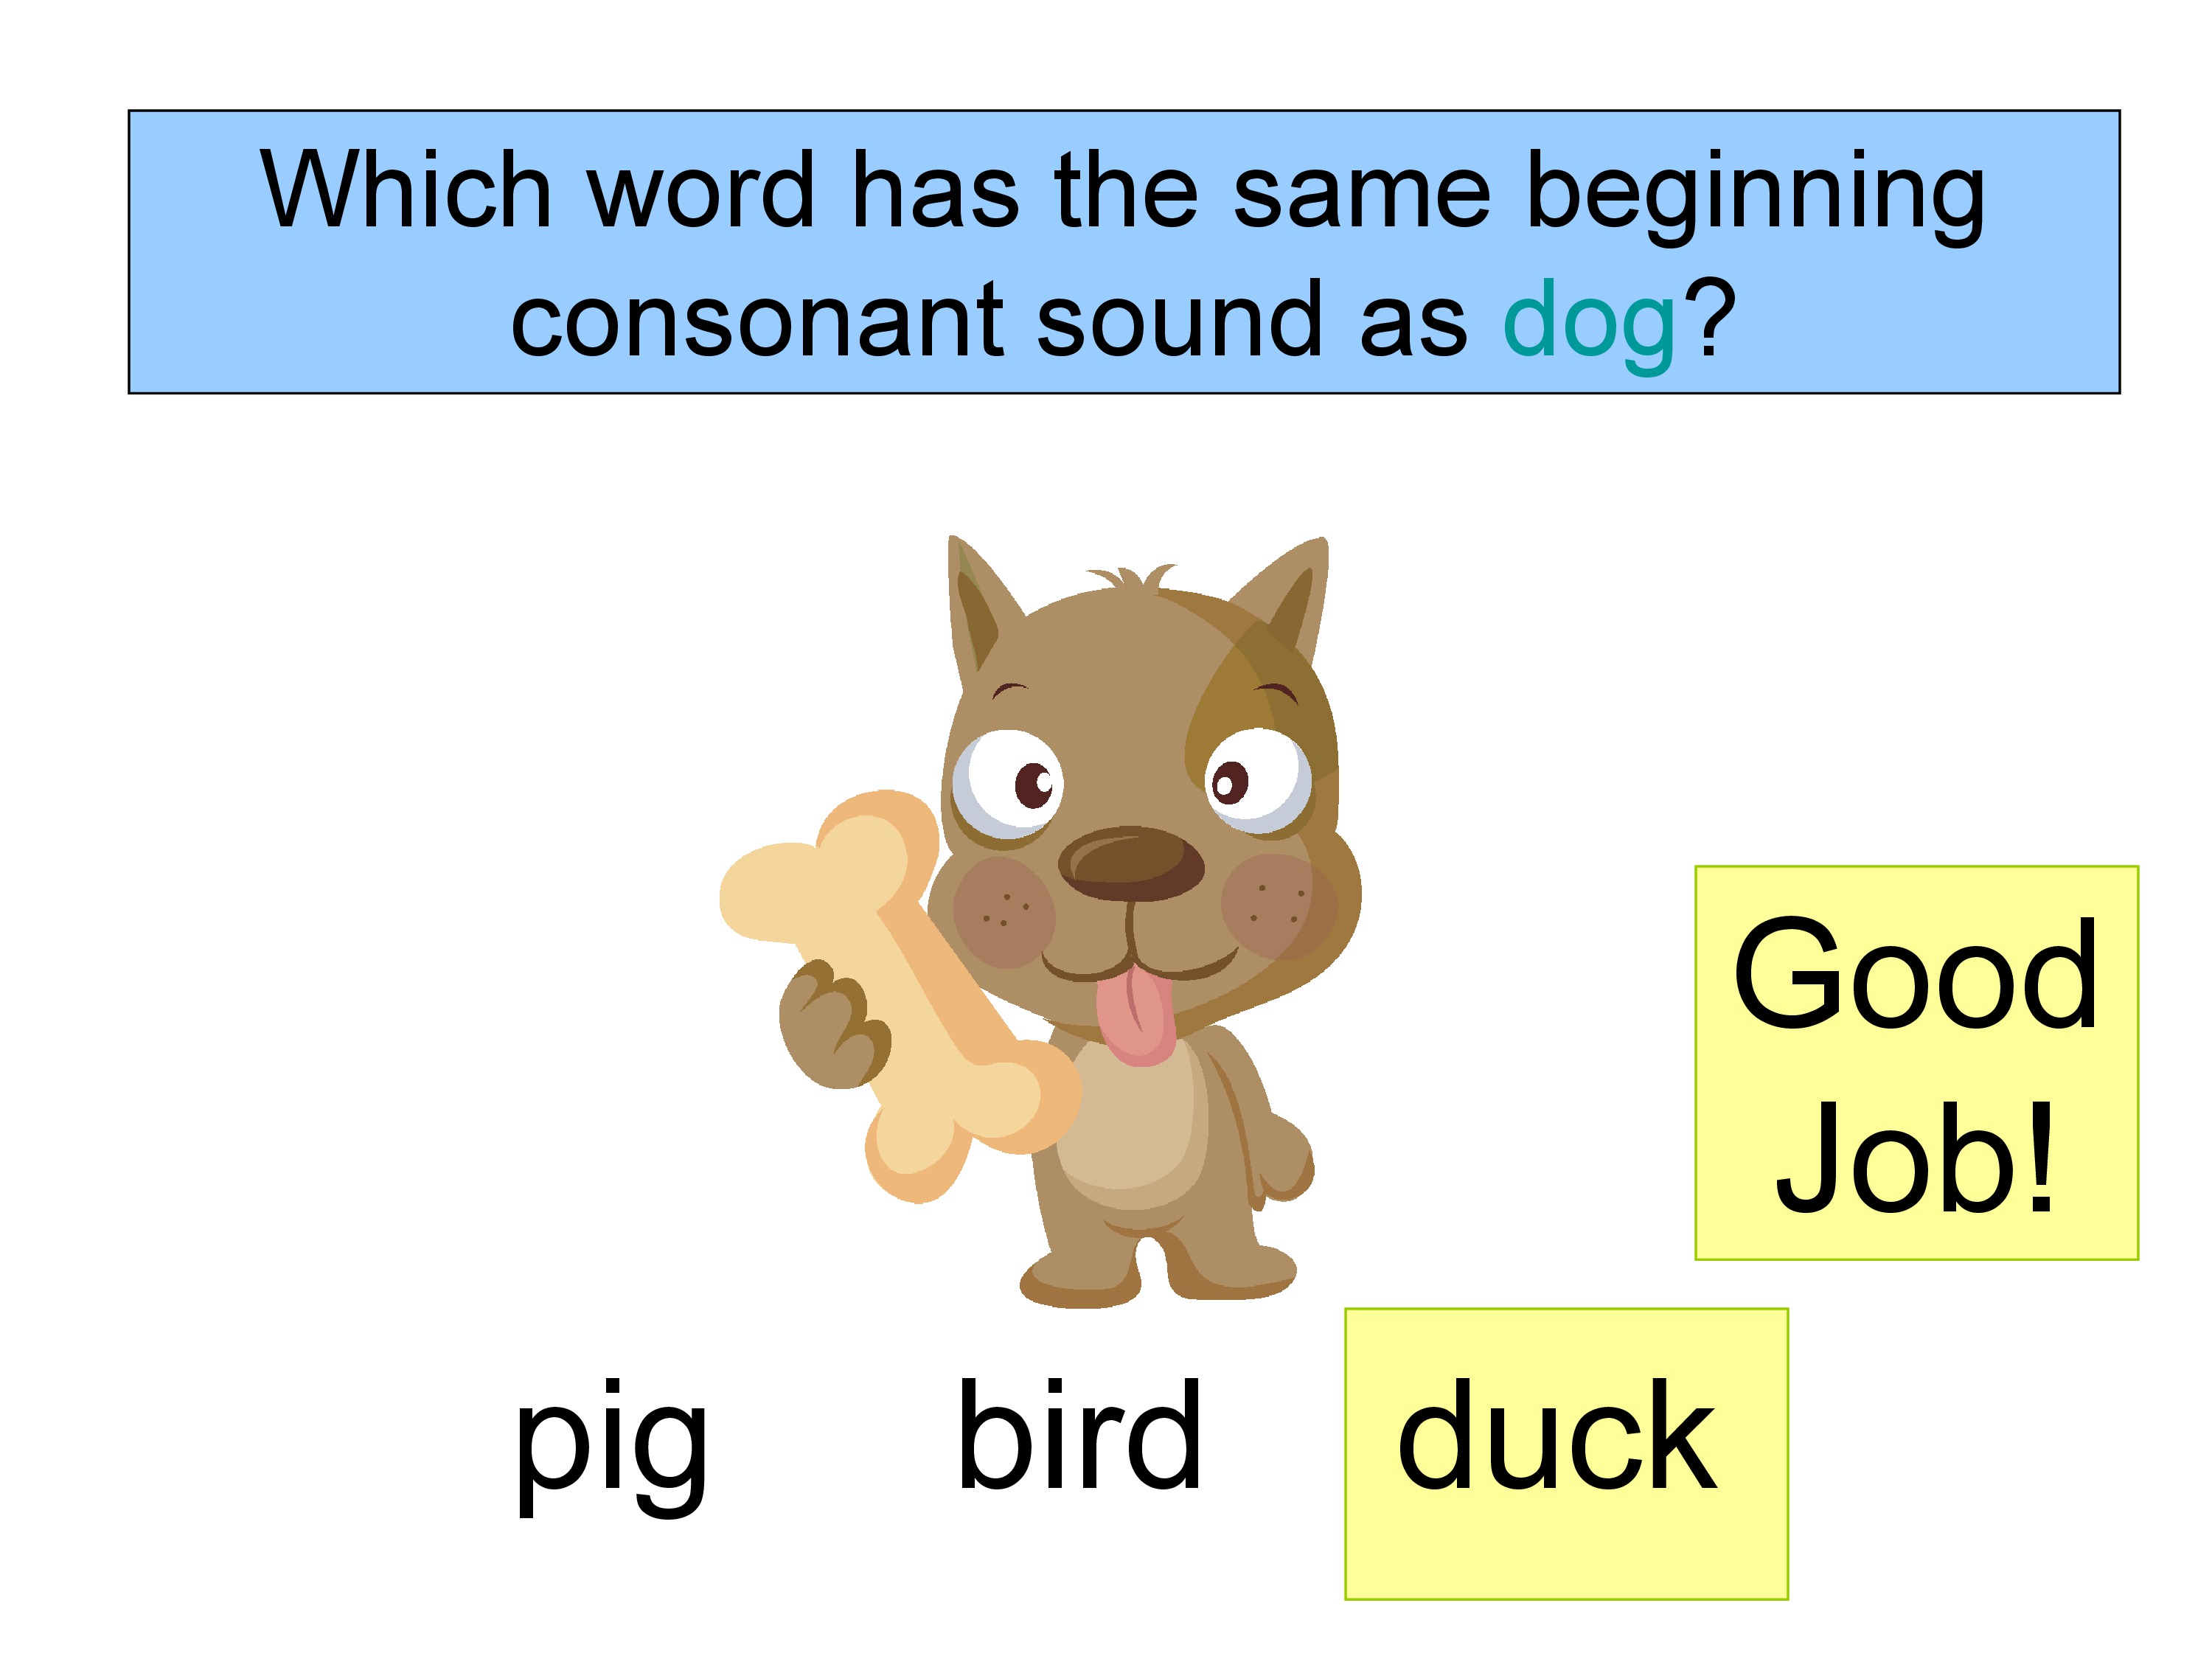 Which word has the same beginning
consonant sound as dog?
Good
Job!
pig bird duck